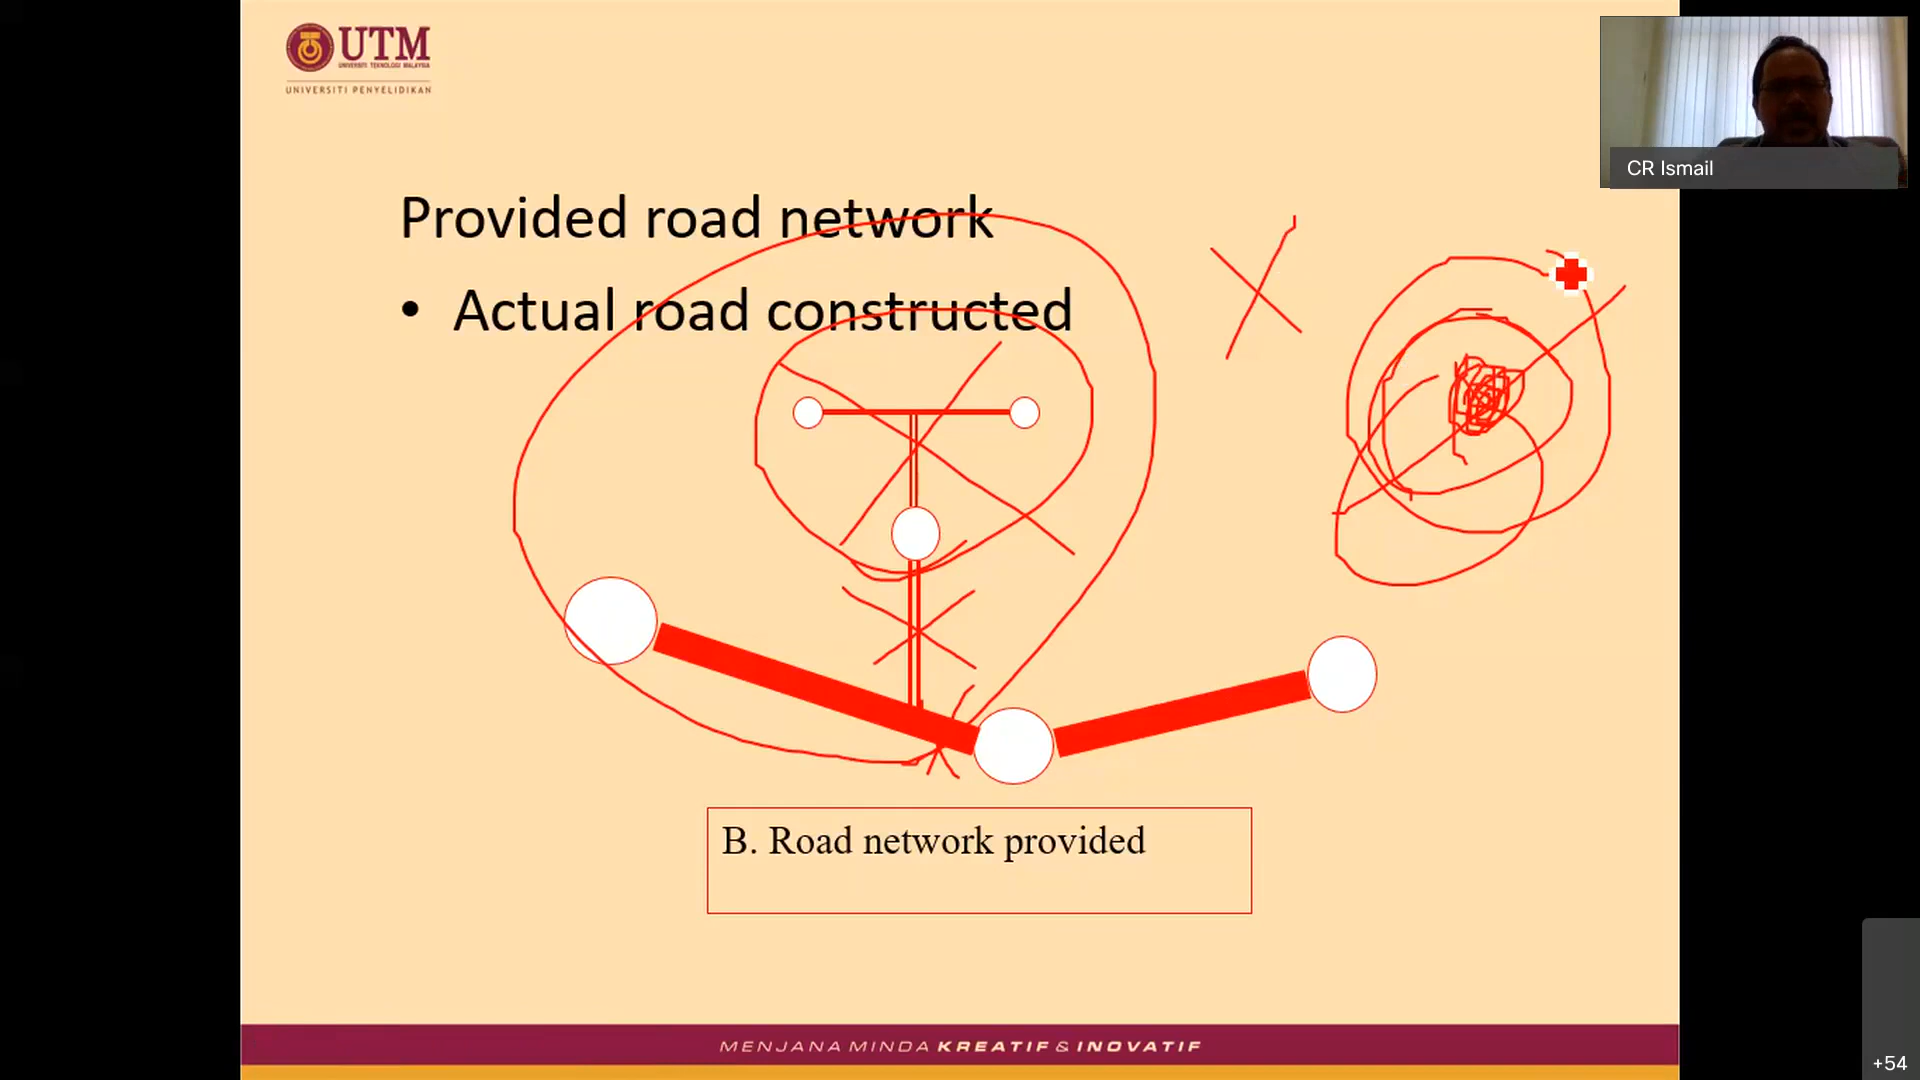 UTM
UNIVERSITI TEKNOLOGI MALAYSIA
UNIVERSITI PENYELIDIKAN
CR Ismail
Provided road network
• Actual road constructed
B. Road network provided
MENJANA MINDA KREATIF & INOVATIF
+54